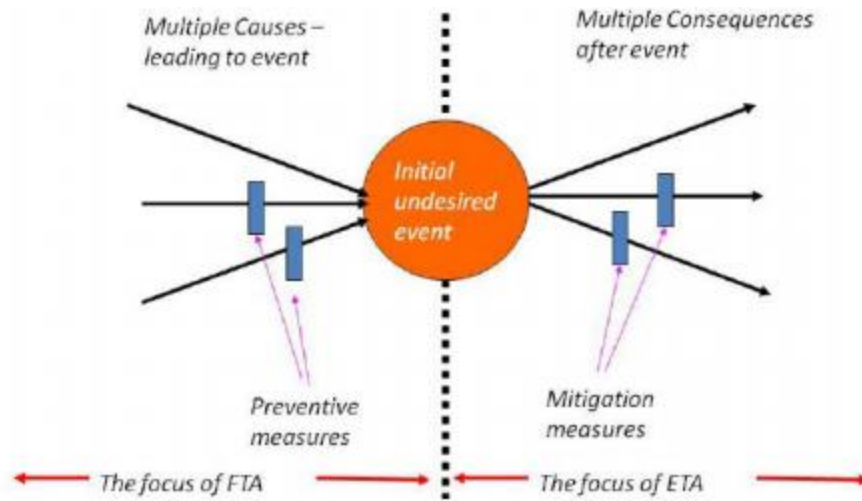 Multiple Causes –
leading to event
Multiple Consequences
after event
Initial
undesired
event
Preventive
measures
Mitigation
measures
The focus of FTA
The focus of ETA